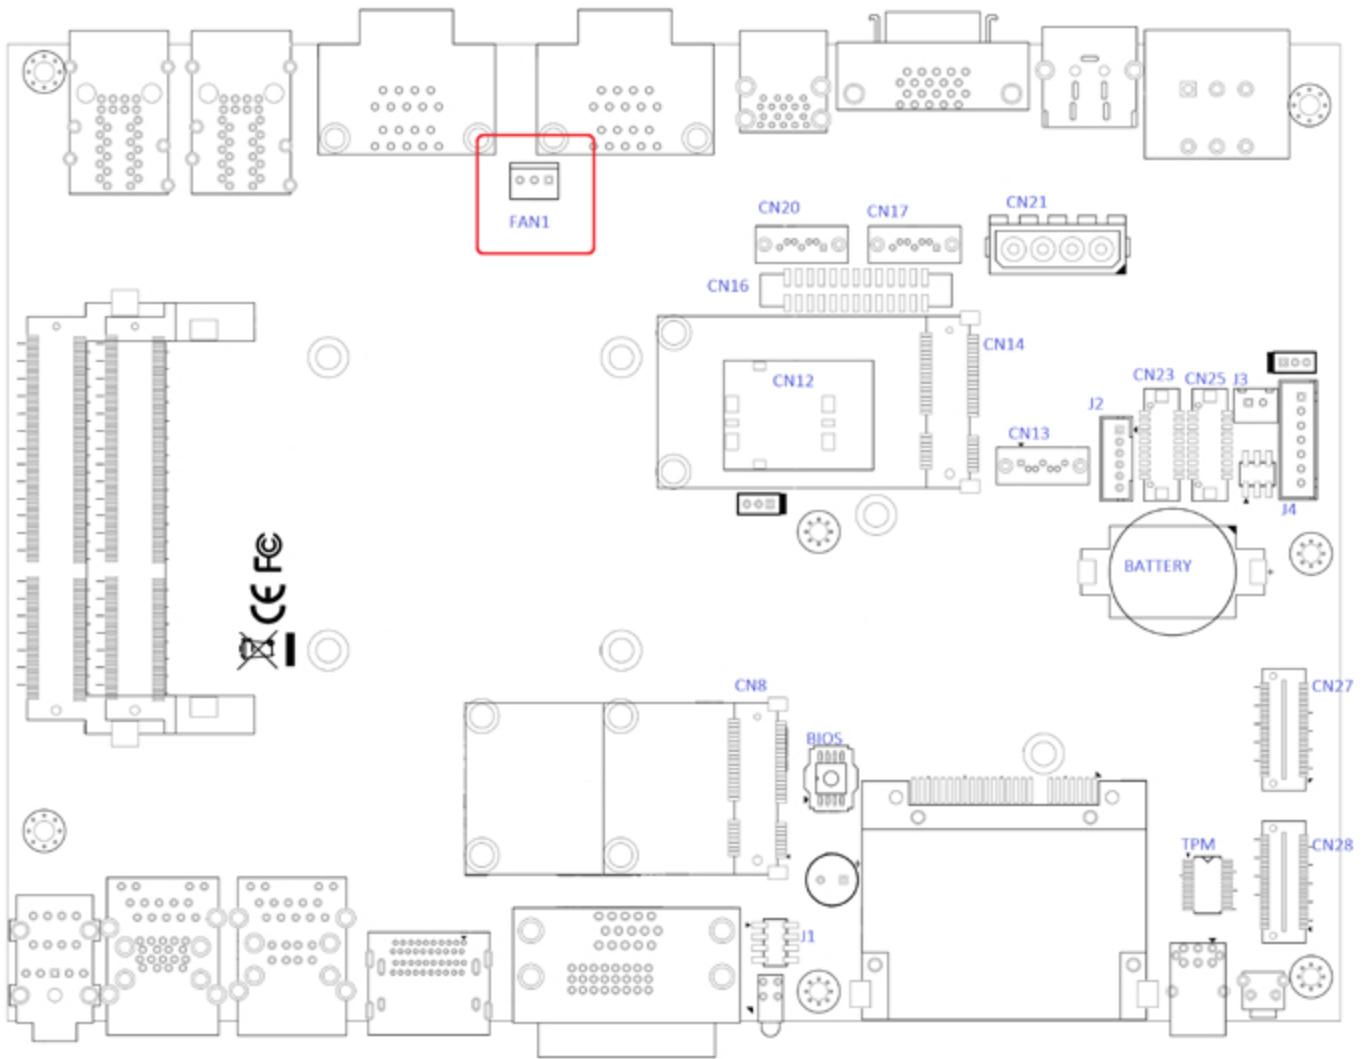 FAN1
CN20
CN17
CN21
CN16
CN14
CN12
CN23
CN25
J3
J2
CN13
J4
BATTERY
CE FC
CN8
CN27
BIOS
TPM
CN28
J1